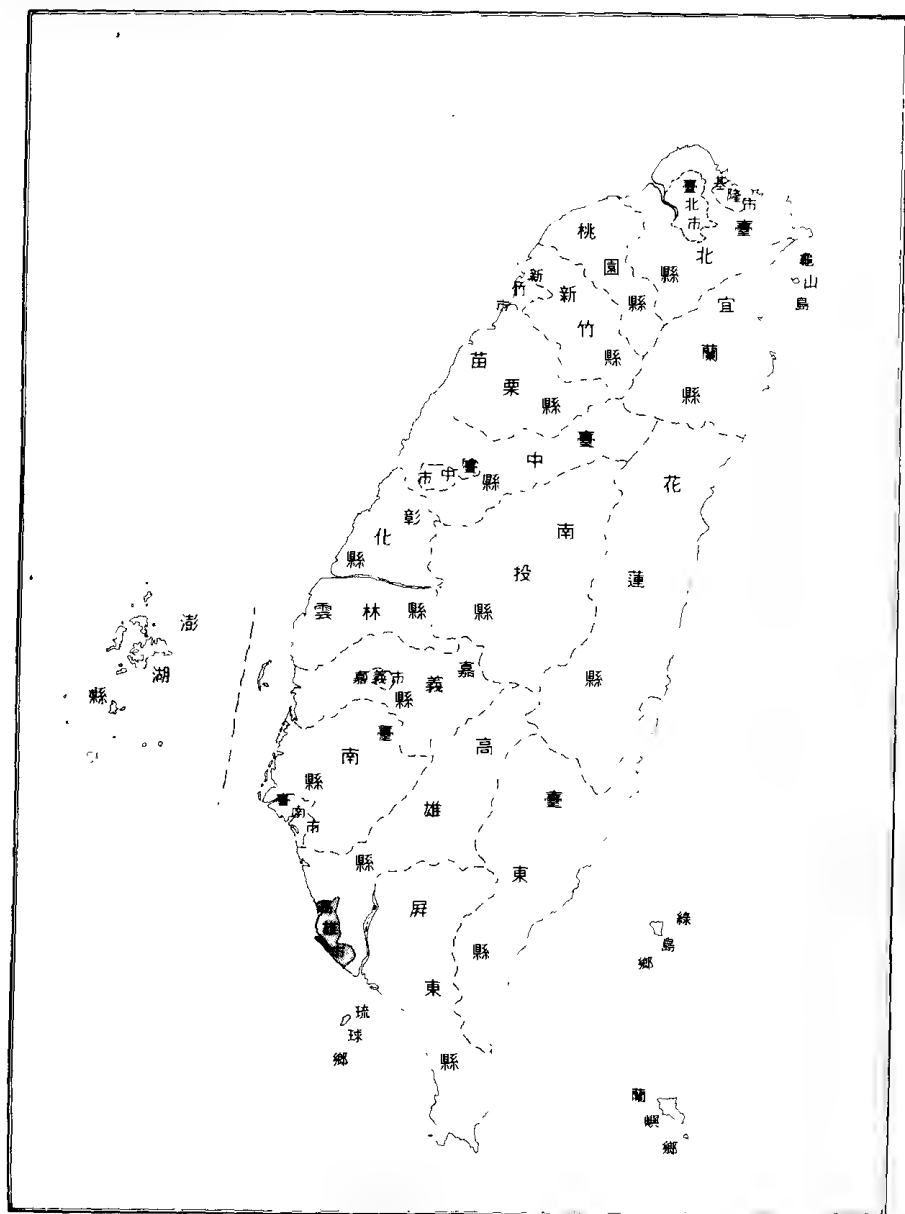 臺北市
基隆市
臺北縣
龜山島
桃園縣
新竹市
新竹縣
宜蘭縣
苗栗縣
臺中縣
臺中市
花蓮縣
彰化縣
南投縣
雲林縣
澎湖縣
嘉義市
嘉義縣
臺南縣
臺南市
高雄縣
臺東縣
高雄市
屏東縣
綠島鄉
琉球鄉
蘭嶼鄉